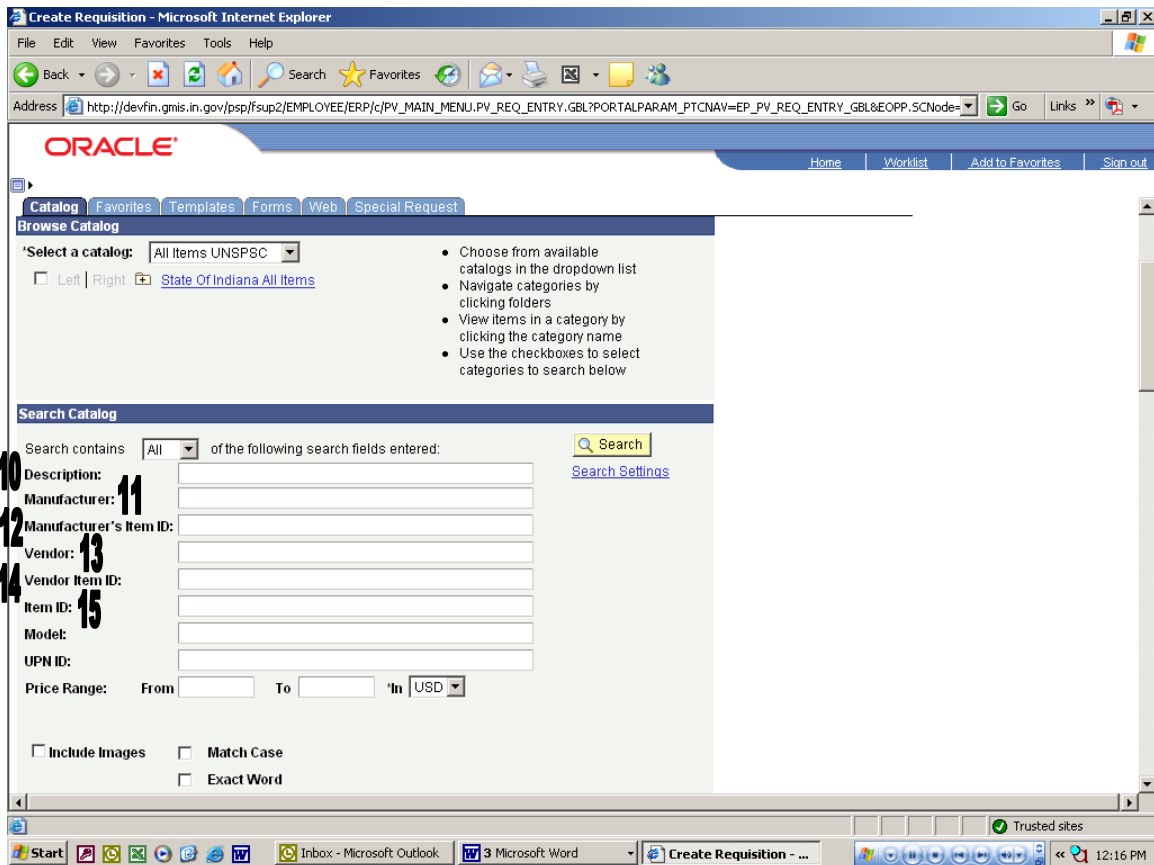 Create Requisition - Microsoft Internet Explorer
File Edit View Favorites Tools Help
Back Search Favorites
Address http://devfin.gmis.in.gov/psp/fsup2/EMPLOYEE/ERP/c/PV_MAIN_MENU.PV_REQ_ENTRY.GBL?PORTALPARAM_PTCNAV=EP_PV_REQ_ENTRY_GBL&EOPP.SCNode= Go Links »
ORACLE
Home Worklist Add to Favorites Sign out
Catalog Favorites Templates Forms Web Special Request
Browse Catalog
*Select a catalog: All Items UNSPSC
Left | Right State Of Indiana All Items
• Choose from available
catalogs in the dropdown list
• Navigate categories by
clicking folders
• View items in a category by
clicking the category name
• Use the checkboxes to select
categories to search below
Search Catalog
Search contains All of the following search fields entered: Search
10 Description: Search Settings
Manufacturer: 11
12 Manufacturer's Item ID:
Vendor: 13
14 Vendor Item ID:
Item ID: 15
Model:
UPN ID:
Price Range: From To *In USD
Include Images Match Case
Exact Word
Trusted sites
Start Inbox - Microsoft Outlook 3 Microsoft Word Create Requisition - ... « 12:16 PM